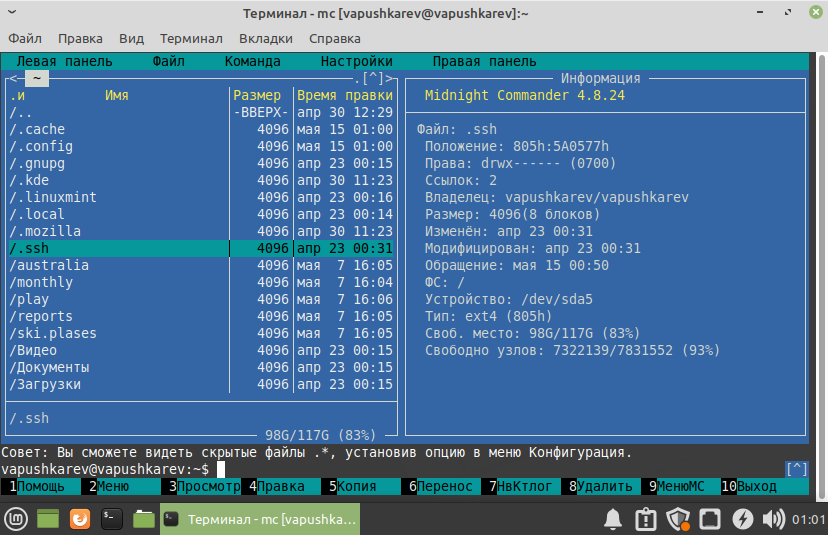 Терминал - mc [vapushkarev@vapushkarev]:~
Файл Правка Вид Терминал Вкладки Справка
Левая панель Файл Команда Настройки Правая панель
<─ ~ .[^]>
.и Имя Размер Время правки
/.. -ВВЕРХ- апр 30 12:29
/.cache 4096 мая 15 01:00
/.config 4096 мая 15 01:00
/.gnupg 4096 апр 23 00:15
/.kde 4096 апр 30 11:23
/.linuxmint 4096 апр 23 00:16
/.local 4096 апр 23 00:14
/.mozilla 4096 апр 30 11:23
/.ssh 4096 апр 23 00:31
/australia 4096 мая 7 16:05
/monthly 4096 мая 7 16:04
/play 4096 мая 7 16:06
/reports 4096 мая 7 16:05
/ski.plases 4096 мая 7 16:05
/Видео 4096 апр 23 00:15
/Документы 4096 апр 23 00:15
/Загрузки 4096 апр 23 00:15
/.ssh
98G/117G (83%)
Информация
Midnight Commander 4.8.24
Файл: .ssh
Положение: 805h:5A0577h
Права: drwx------ (0700)
Ссылок: 2
Владелец: vapushkarev/vapushkarev
Размер: 4096(8 блоков)
Изменён: апр 23 00:31
Модифицирован: апр 23 00:31
Обращение: мая 15 00:50
ФС: /
Устройство: /dev/sda5
Тип: ext4 (805h)
Своб. место: 98G/117G (83%)
Свободно узлов: 7322139/7831552 (93%)
Совет: Вы сможете видеть скрытые файлы .*, установив опцию в меню Конфигурация.
vapushkarev@vapushkarev:~$ [^]
1Помощь 2Меню 3Просмотр 4Правка 5Копия 6Перенос 7НвКтлог 8Удалить 9МенюМС 10Выход
Терминал - mc [vapushka... 01:01